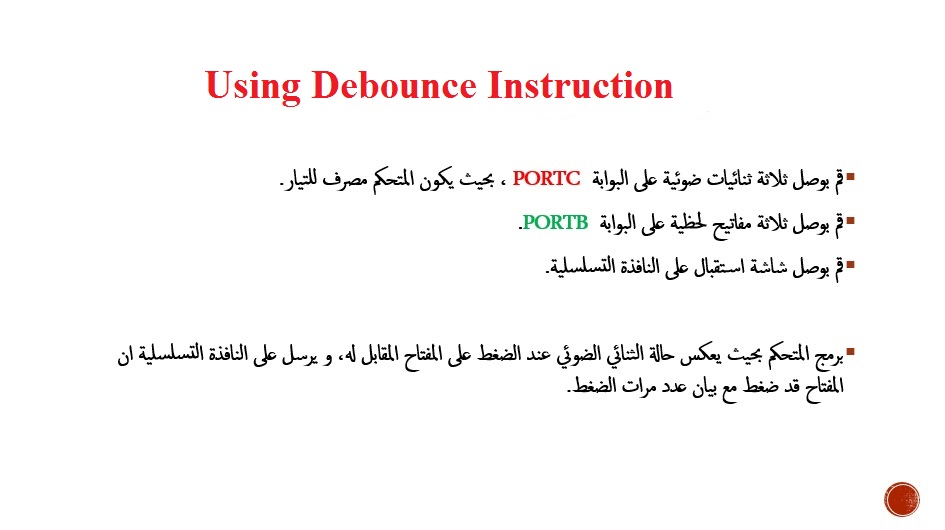 Using Debounce Instruction
قم بوصل ثلاثة ثنائيات ضوئية على البوابة PORTC ، بحيث يكون المتحكم مصرف للتيار.
قم بوصل ثلاثة مفاتيح لحظية على البوابة PORTB.
قم بوصل شاشة استقبال على النافذة التسلسلية.
برمج المتحكم بحيث يعكس حالة الثنائي الضوئي عند الضغط على المفتاح المقابل له، و يرسل على النافذة التسلسلية ان
المفتاح قد ضغط مع بيان عدد مرات الضغط.